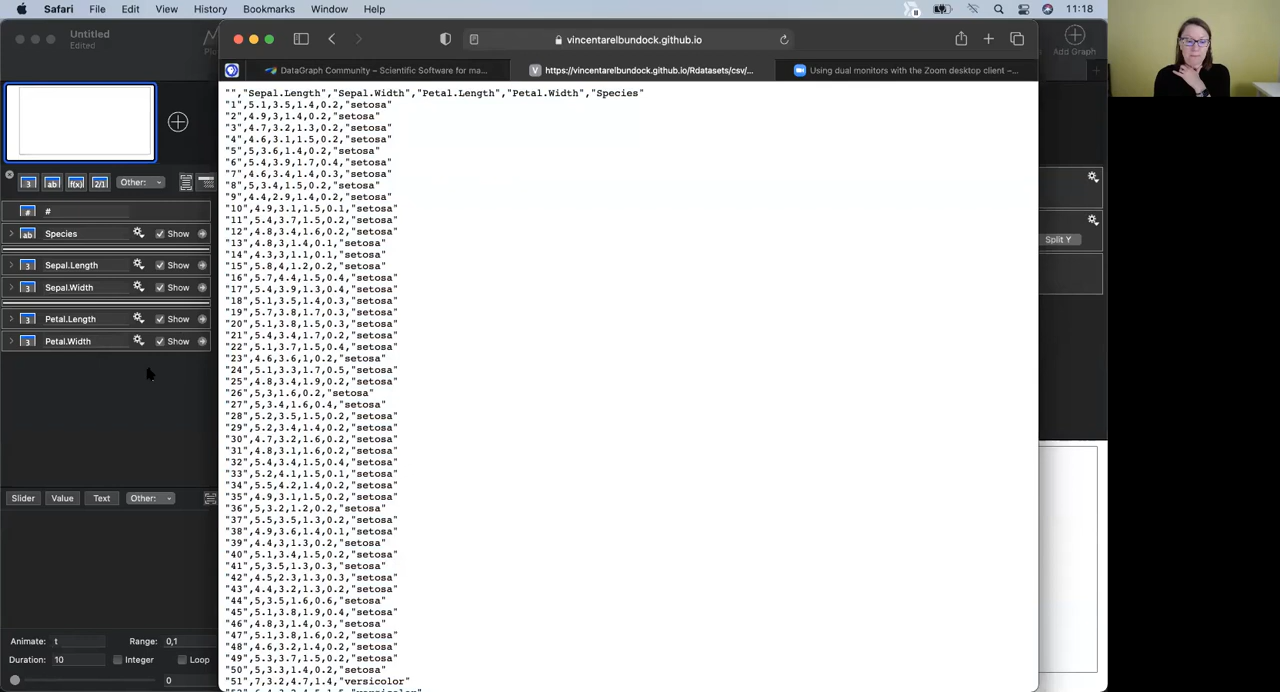 Safari File Edit View History Bookmarks Window Help 11:18
Untitled
Edited
vincentarelbundock.github.io
Add Graph
DataGraph Community – Scientific Software for ma...
V https://vincentarelbundock.github.io/Rdatasets/csv/...
Using dual monitors with the Zoom desktop client –...
3 ab f(x) 2/1 Other:
# #
ab Species Show
3 Sepal.Length Show
3 Sepal.Width Show
3 Petal.Length Show
3 Petal.Width Show
Slider Value Text Other:
Animate: t Range: 0,1
Duration: 10 Integer Loop
0
"","Sepal.Length","Sepal.Width","Petal.Length","Petal.Width","Species"
"1",5.1,3.5,1.4,0.2,"setosa"
"2",4.9,3,1.4,0.2,"setosa"
"3",4.7,3.2,1.3,0.2,"setosa"
"4",4.6,3.1,1.5,0.2,"setosa"
"5",5,3.6,1.4,0.2,"setosa"
"6",5.4,3.9,1.7,0.4,"setosa"
"7",4.6,3.4,1.4,0.3,"setosa"
"8",5,3.4,1.5,0.2,"setosa"
"9",4.4,2.9,1.4,0.2,"setosa"
"10",4.9,3.1,1.5,0.1,"setosa"
"11",5.4,3.7,1.5,0.2,"setosa"
"12",4.8,3.4,1.6,0.2,"setosa"
"13",4.8,3,1.4,0.1,"setosa"
"14",4.3,3,1.1,0.1,"setosa"
"15",5.8,4,1.2,0.2,"setosa"
"16",5.7,4.4,1.5,0.4,"setosa"
"17",5.4,3.9,1.3,0.4,"setosa"
"18",5.1,3.5,1.4,0.3,"setosa"
"19",5.7,3.8,1.7,0.3,"setosa"
"20",5.1,3.8,1.5,0.3,"setosa"
"21",5.4,3.4,1.7,0.2,"setosa"
"22",5.1,3.7,1.5,0.4,"setosa"
"23",4.6,3.6,1,0.2,"setosa"
"24",5.1,3.3,1.7,0.5,"setosa"
"25",4.8,3.4,1.9,0.2,"setosa"
"26",5,3,1.6,0.2,"setosa"
"27",5,3.4,1.6,0.4,"setosa"
"28",5.2,3.5,1.5,0.2,"setosa"
"29",5.2,3.4,1.4,0.2,"setosa"
"30",4.7,3.2,1.6,0.2,"setosa"
"31",4.8,3.1,1.6,0.2,"setosa"
"32",5.4,3.4,1.5,0.4,"setosa"
"33",5.2,4.1,1.5,0.1,"setosa"
"34",5.5,4.2,1.4,0.2,"setosa"
"35",4.9,3.1,1.5,0.2,"setosa"
"36",5,3.2,1.2,0.2,"setosa"
"37",5.5,3.5,1.3,0.2,"setosa"
"38",4.9,3.6,1.4,0.1,"setosa"
"39",4.4,3,1.3,0.2,"setosa"
"40",5.1,3.4,1.5,0.2,"setosa"
"41",5,3.5,1.3,0.3,"setosa"
"42",4.5,2.3,1.3,0.3,"setosa"
"43",4.4,3.2,1.3,0.2,"setosa"
"44",5,3.5,1.6,0.6,"setosa"
"45",5.1,3.8,1.9,0.4,"setosa"
"46",4.8,3,1.4,0.3,"setosa"
"47",5.1,3.8,1.6,0.2,"setosa"
"48",4.6,3.2,1.4,0.2,"setosa"
"49",5.3,3.7,1.5,0.2,"setosa"
"50",5,3.3,1.4,0.2,"setosa"
"51",7,3.2,4.7,1.4,"versicolor"
Split Y